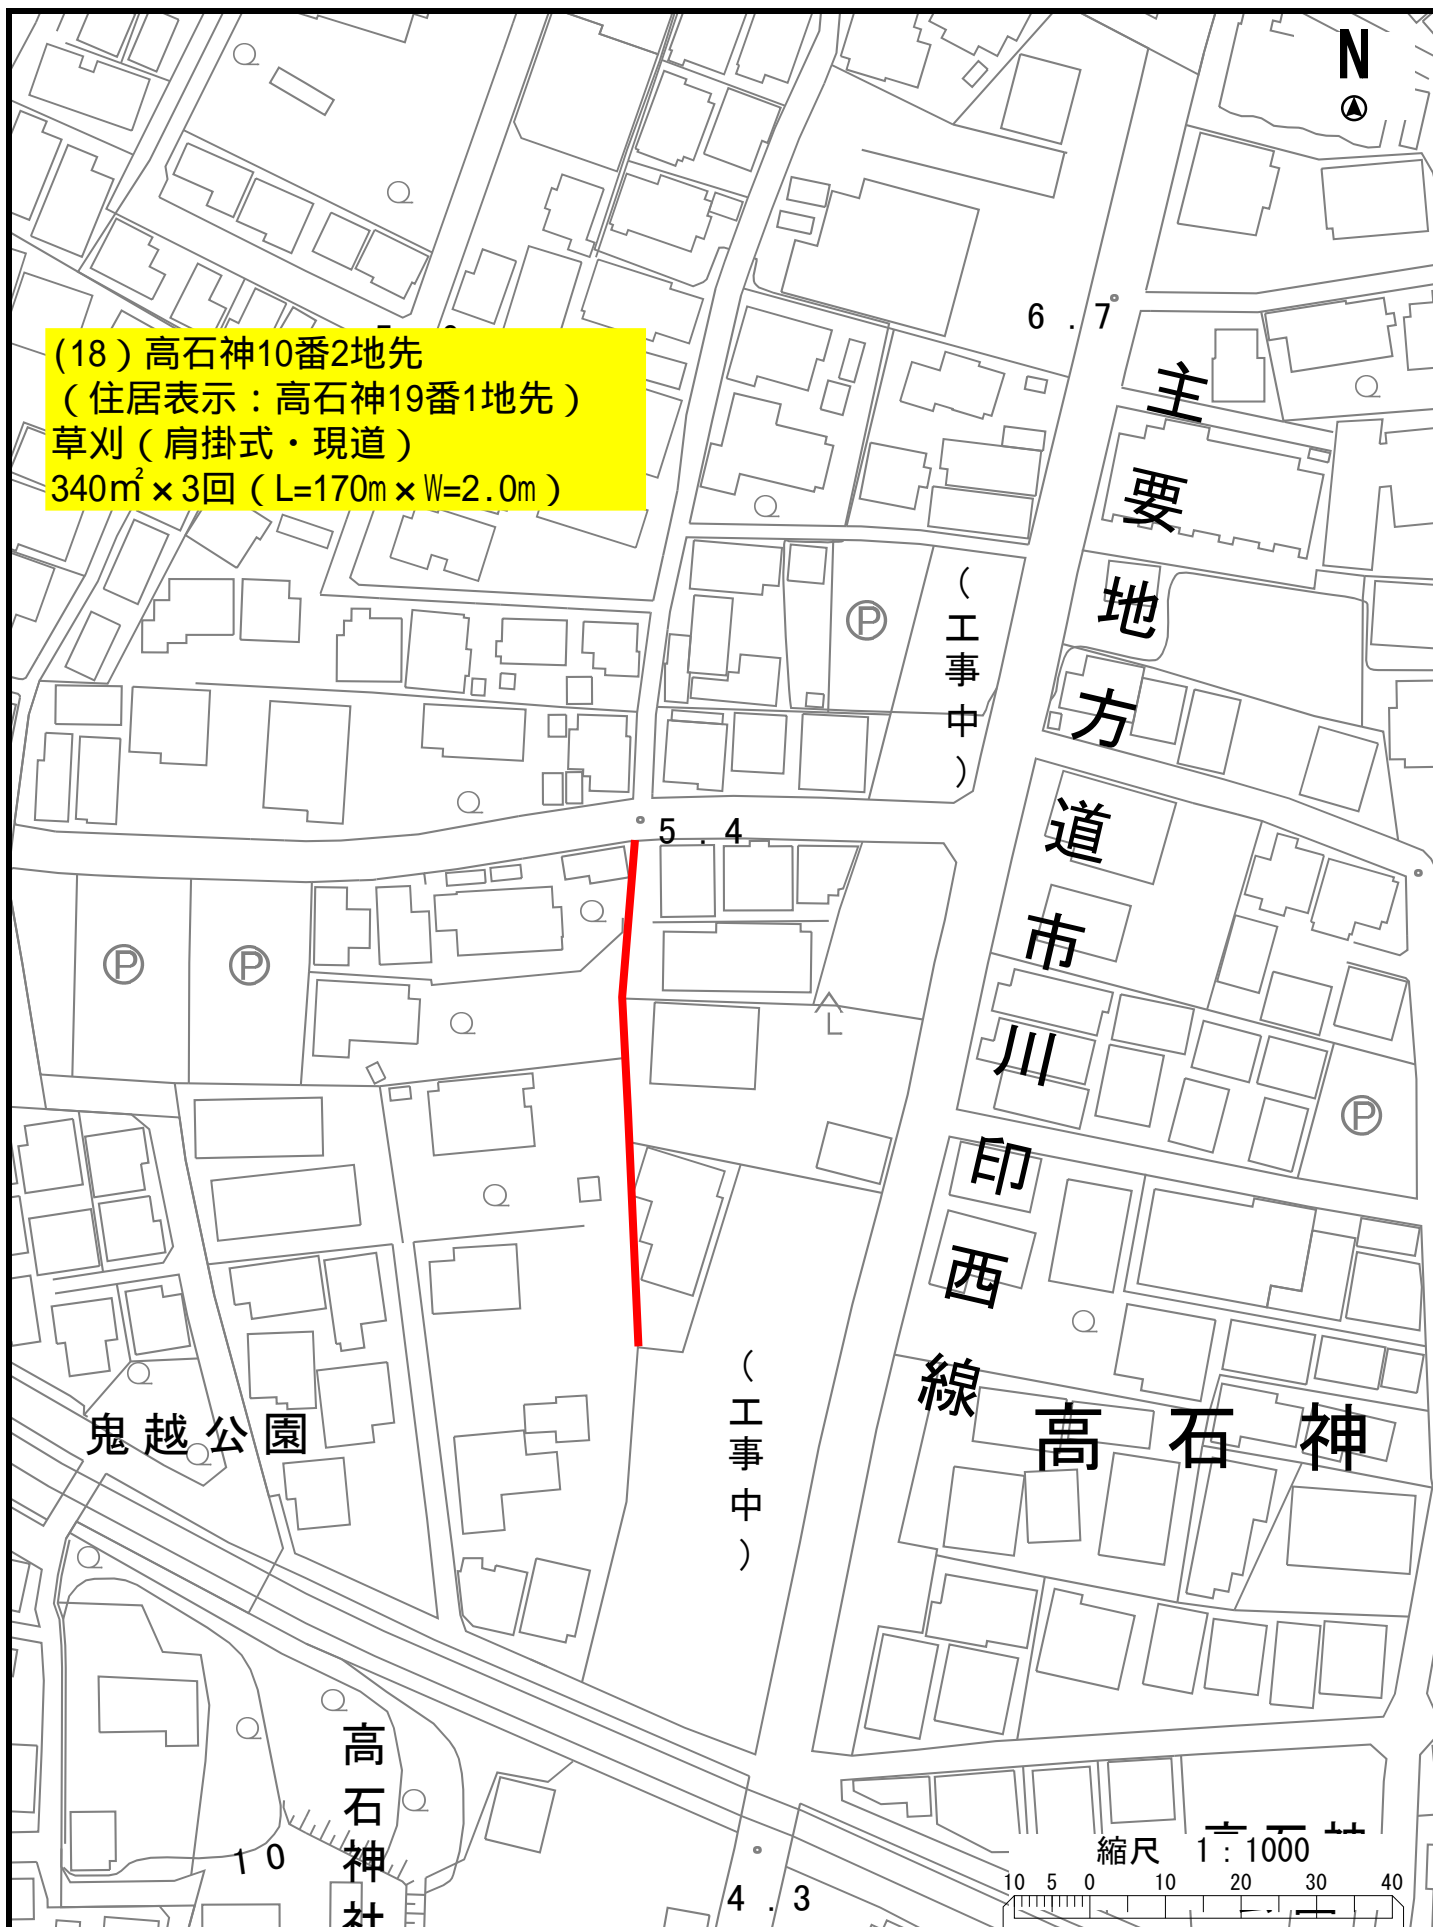 N
6.7
(18)高石神10番2地先
(住居表示:高石神19番1地先)
草刈(肩掛式・現道)
340㎡×3回(L=170m×W=2.0m)
主要地方道市川印西線
(工事中)
P
5.4
P
P
L
P
(工事中)
高石神
鬼越公園
高石神社
10
4.3
縮尺 1:1000
10 5 0 10 20 30 40